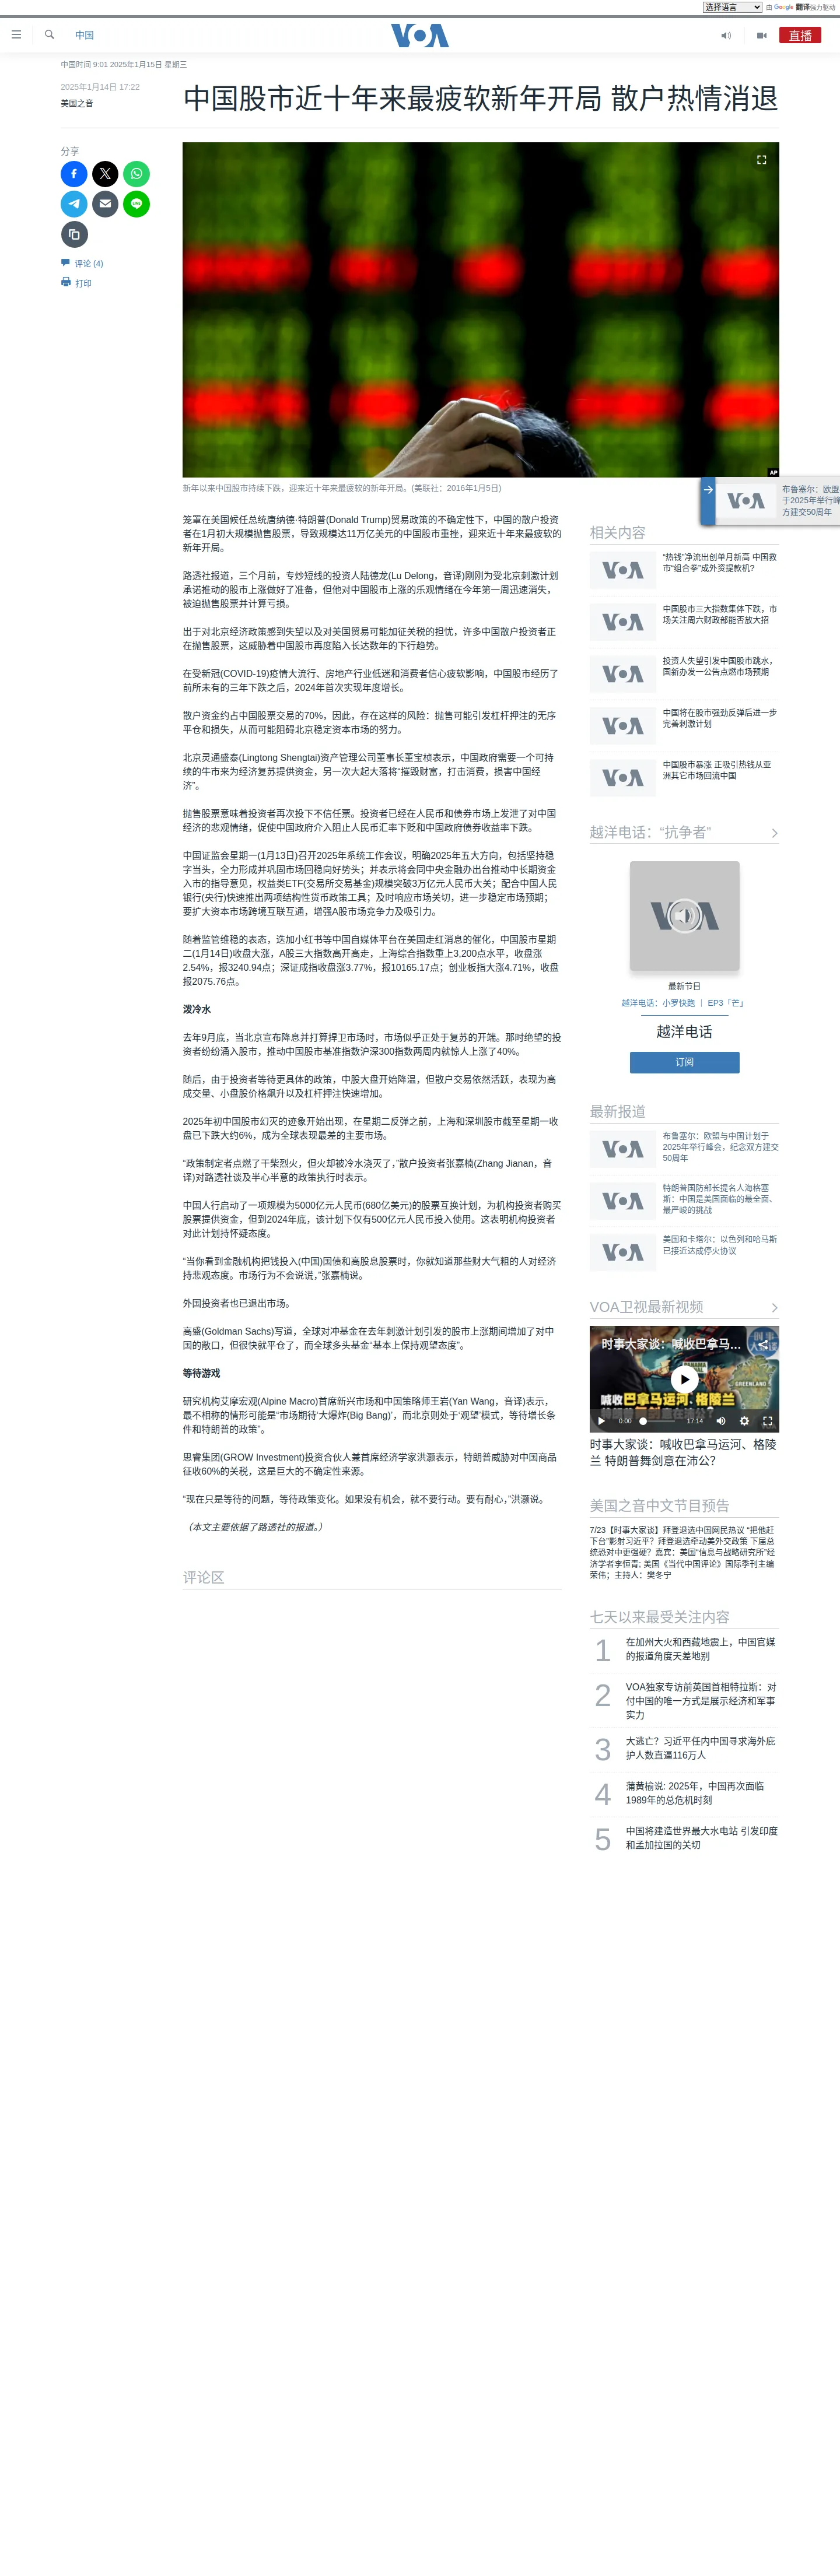 选择语言 由 Google 翻译强力驱动
中国
VOA
直播
中国时间 9:01 2025年1月15日 星期三
2025年1月14日 17:22
美国之音
中国股市近十年来最疲软新年开局 散户热情消退
分享
评论 (4)
打印
AP
新年以来中国股市持续下跌，迎来近十年来最疲软的新年开局。(美联社：2016年1月5日)
笼罩在美国候任总统唐纳德·特朗普(Donald Trump)贸易政策的不确定性下，中国的散户投资
者在1月初大规模抛售股票，导致规模达11万亿美元的中国股市重挫，迎来近十年来最疲软的
新年开局。
路透社报道，三个月前，专炒短线的投资人陆德龙(Lu Delong，音译)刚刚为受北京刺激计划
承诺推动的股市上涨做好了准备，但他对中国股市上涨的乐观情绪在今年第一周迅速消失，
被迫抛售股票并计算亏损。
出于对北京经济政策感到失望以及对美国贸易可能加征关税的担忧，许多中国散户投资者正
在抛售股票，这威胁着中国股市再度陷入长达数年的下行趋势。
在受新冠(COVID-19)疫情大流行、房地产行业低迷和消费者信心疲软影响，中国股市经历了
前所未有的三年下跌之后，2024年首次实现年度增长。
散户资金约占中国股票交易的70%，因此，存在这样的风险：抛售可能引发杠杆押注的无序
平仓和损失，从而可能阻碍北京稳定资本市场的努力。
北京灵通盛泰(Lingtong Shengtai)资产管理公司董事长董宝桢表示，中国政府需要一个可持
续的牛市来为经济复苏提供资金，另一次大起大落将“摧毁财富，打击消费，损害中国经
济”。
抛售股票意味着投资者再次投下不信任票。投资者已经在人民币和债券市场上发泄了对中国
经济的悲观情绪，促使中国政府介入阻止人民币汇率下贬和中国政府债券收益率下跌。
中国证监会星期一(1月13日)召开2025年系统工作会议，明确2025年五大方向，包括坚持稳
字当头，全力形成并巩固市场回稳向好势头；并表示将会同中央金融办出台推动中长期资金
入市的指导意见，权益类ETF(交易所交易基金)规模突破3万亿元人民币大关；配合中国人民
银行(央行)快速推出两项结构性货币政策工具；及时响应市场关切，进一步稳定市场预期；
要扩大资本市场跨境互联互通，增强A股市场竞争力及吸引力。
随着监管维稳的表态，迭加小红书等中国自媒体平台在美国走红消息的催化，中国股市星期
二(1月14日)收盘大涨，A股三大指数高开高走，上海综合指数重上3,200点水平，收盘涨
2.54%，报3240.94点；深证成指收盘涨3.77%，报10165.17点；创业板指大涨4.71%，收盘
报2075.76点。
泼冷水
去年9月底，当北京宣布降息并打算捍卫市场时，市场似乎正处于复苏的开端。那时绝望的投
资者纷纷涌入股市，推动中国股市基准指数沪深300指数两周内就惊人上涨了40%。
随后，由于投资者等待更具体的政策，中股大盘开始降温，但散户交易依然活跃，表现为高
成交量、小盘股价格飙升以及杠杆押注快速增加。
2025年初中国股市幻灭的迹象开始出现，在星期二反弹之前，上海和深圳股市截至星期一收
盘已下跌大约6%，成为全球表现最差的主要市场。
“政策制定者点燃了干柴烈火，但火却被冷水浇灭了，”散户投资者张嘉楠(Zhang Jianan，音
译)对路透社谈及半心半意的政策执行时表示。
中国人行启动了一项规模为5000亿元人民币(680亿美元)的股票互换计划，为机构投资者购买
股票提供资金，但到2024年底，该计划下仅有500亿元人民币投入使用。这表明机构投资者
对此计划持怀疑态度。
“当你看到金融机构把钱投入(中国)国债和高股息股票时，你就知道那些财大气粗的人对经济
持悲观态度。市场行为不会说谎，”张嘉楠说。
外国投资者也已退出市场。
高盛(Goldman Sachs)写道，全球对冲基金在去年刺激计划引发的股市上涨期间增加了对中
国的敞口，但很快就平仓了，而全球多头基金“基本上保持观望态度”。
等待游戏
研究机构艾摩宏观(Alpine Macro)首席新兴市场和中国策略师王岩(Yan Wang，音译)表示，
最不相称的情形可能是“市场期待‘大爆炸(Big Bang)’，而北京则处于‘观望’模式，等待增长条
件和特朗普的政策”。
思睿集团(GROW Investment)投资合伙人兼首席经济学家洪灏表示，特朗普威胁对中国商品
征收60%的关税，这是巨大的不确定性来源。
“现在只是等待的问题，等待政策变化。如果没有机会，就不要行动。要有耐心，”洪灏说。
（本文主要依据了路透社的报道。）
评论区
VOA
布鲁塞尔：欧盟
于2025年举行峰
方建交50周年
相关内容
VOA
“热钱”净流出创单月新高 中国救
市“组合拳”成外资提款机?
VOA
中国股市三大指数集体下跌，市
场关注周六财政部能否放大招
VOA
投资人失望引发中国股市跳水，
国新办发一公告点燃市场预期
VOA
中国将在股市强劲反弹后进一步
完善刺激计划
VOA
中国股市暴涨 正吸引热钱从亚
洲其它市场回流中国
越洋电话：“抗争者”
VOA
最新节目
越洋电话：小罗快跑 ｜ EP3「芒」
越洋电话
订阅
最新报道
VOA
布鲁塞尔：欧盟与中国计划于
2025年举行峰会，纪念双方建交
50周年
VOA
特朗普国防部长提名人海格塞
斯：中国是美国面临的最全面、
最严峻的挑战
VOA
美国和卡塔尔：以色列和哈马斯
已接近达成停火协议
VOA卫视最新视频
时事大家谈：喊收巴拿马...
PANAMA CANAL
GREENLAND
喊收巴拿马运河、格陵兰
0:00
17:14
时事大家谈：喊收巴拿马运河、格陵
兰 特朗普舞剑意在沛公?
美国之音中文节目预告
7/23【时事大家谈】拜登退选中国网民热议 “把他赶
下台”影射习近平？拜登退选牵动美外交政策 下届总
统恐对中更强硬？嘉宾：美国“信息与战略研究所”经
济学者李恒青; 美国《当代中国评论》国际季刊主编
荣伟；主持人：樊冬宁
七天以来最受关注内容
1
在加州大火和西藏地震上，中国官媒
的报道角度天差地别
2
VOA独家专访前英国首相特拉斯：对
付中国的唯一方式是展示经济和军事
实力
3
大逃亡？习近平任内中国寻求海外庇
护人数直逼116万人
4
蒲黄榆说: 2025年，中国再次面临
1989年的总危机时刻
5
中国将建造世界最大水电站 引发印度
和孟加拉国的关切